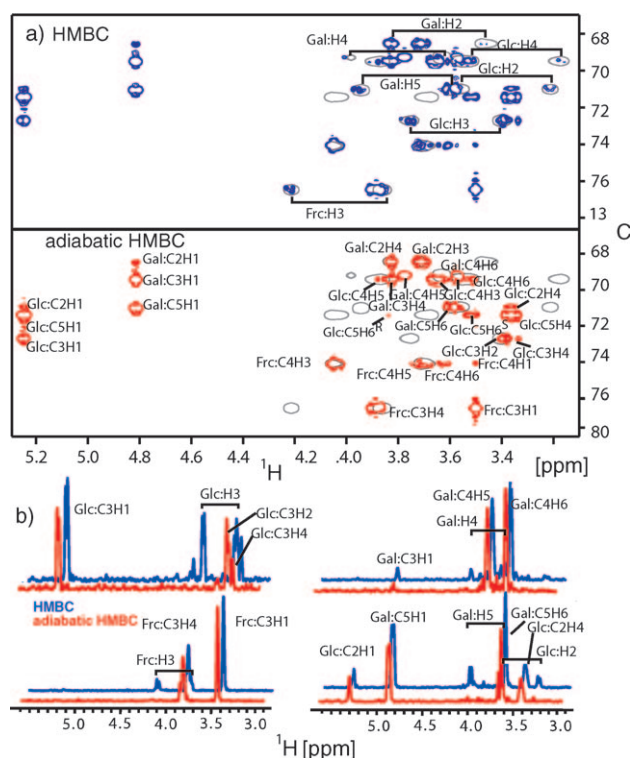 a) HMBC
Gal:H2
Gal:H4
Glc:H4
Gal:H5
Glc:H2
Glc:H3
Frc:H3
68
70
72
74
76
13
C
adiabatic HMBC
Gal:C2H4
Gal:C2H3
Gal:C3H1
Gal:C4H6
Glc:C4H6
Glc:C4H5
Gal:C4H5
Glc:C4H3
Gal:C3H4
Gal:C5H1
Gal:C5H6
Glc:C2H4
Glc:C2H1
Glc:C5H1
Glc:C5H6
R
Glc:C5H6
S
Glc:C5H4
Glc:C3H1
Glc:C3H2
Glc:C3H4
Frc:C4H3
Frc:C4H5
Frc:C4H6
Frc:C4H1
Frc:C3H4
Frc:C3H1
68
70
72
74
76
80
5.2 5.0 4.8 4.6 4.4 4.2 .4.0 3.8 3.6 3.4
1H [ppm]
b)
Glc:C3H1
Glc:H3
Glc:C3H2
Glc:C3H4
HMBC
adiabatic HMBC
Frc:C3H4
Frc:C3H1
Frc:H3
5.0 4.5 4.0 3.5 3.0
Gal:C4H5
Gal:C4H6
Gal:H4
Gal:C3H1
Gal:C5H1
Gal:H5
Gal:C5H6
Glc:C2H4
Glc:H2
Glc:C2H1
5.0 4.5 4.0 3.5 3.0
1H [ppm]